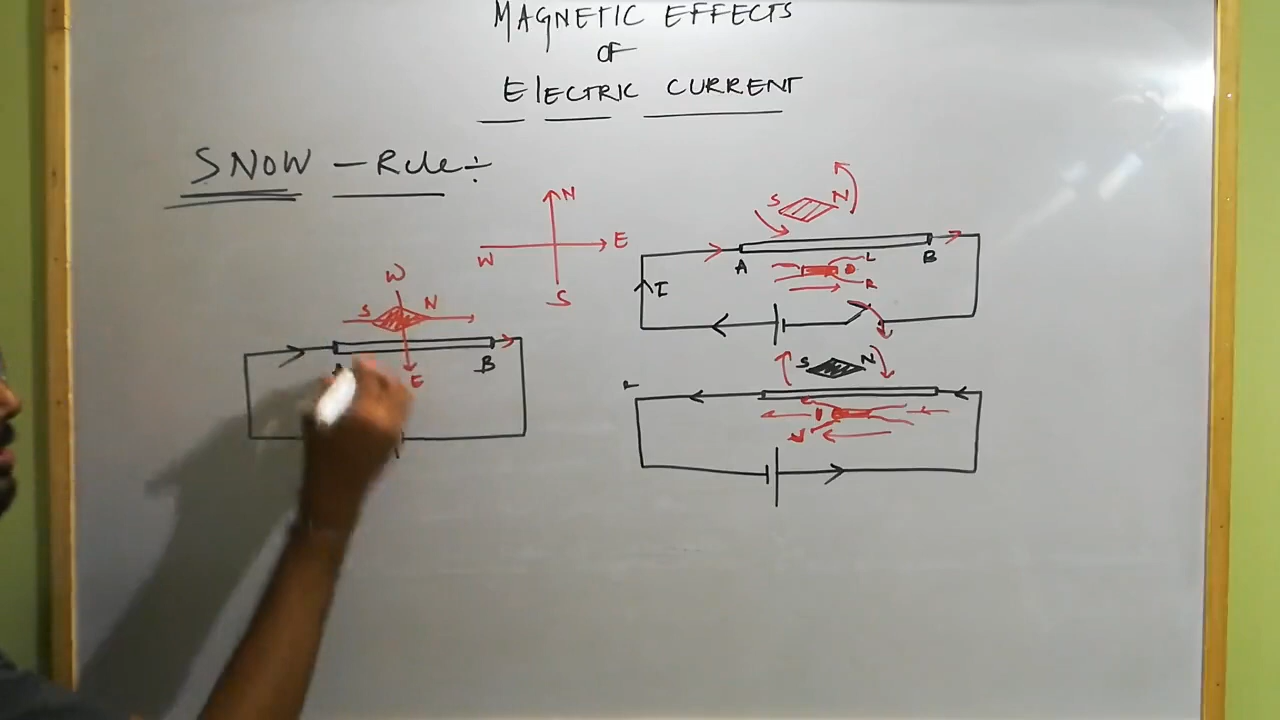 MAGNETIC EFFECTS
OF
ElECTRIC CURRENT
SNOW - Rule÷
N
W E
S
W
S N
B
E
S N
A B
L
R
I
S N